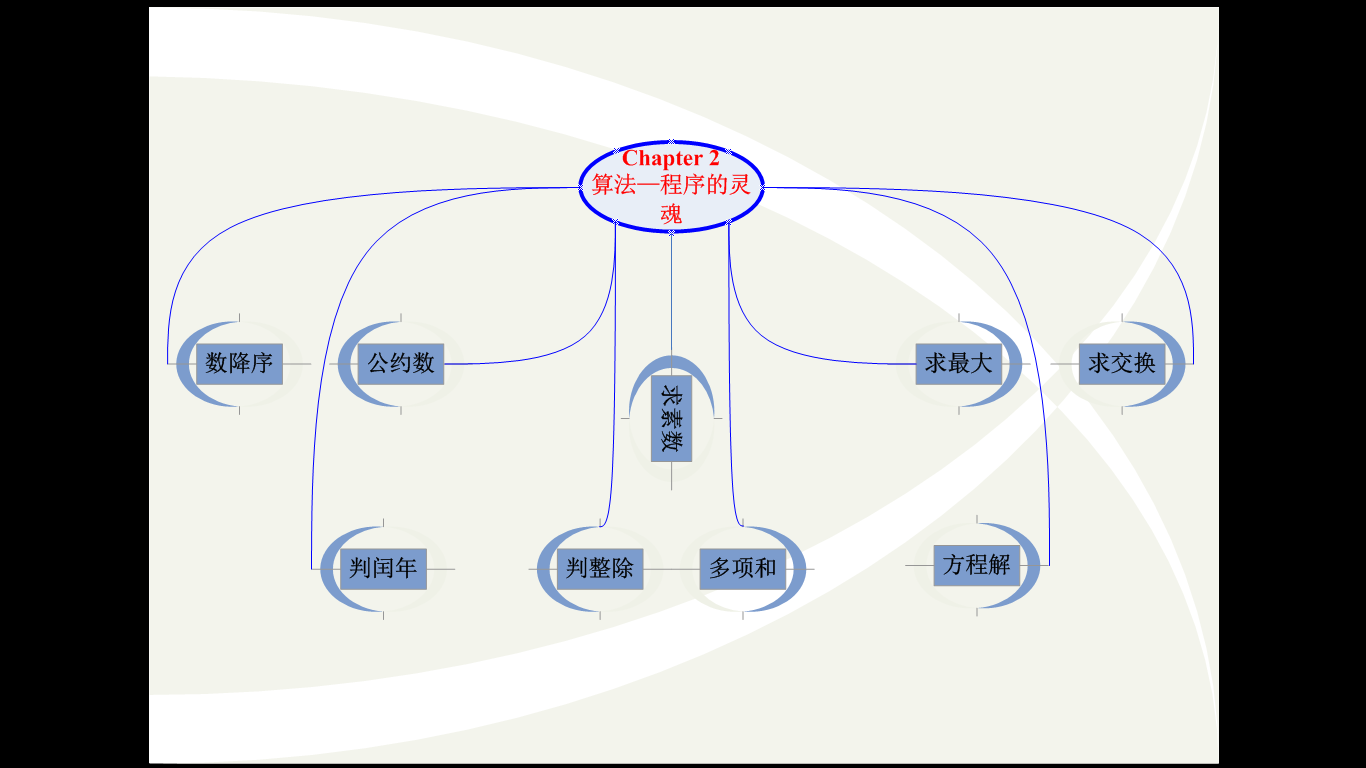 Chapter 2
算法—程序的灵
魂
数降序
公约数
求素数
求最大
求交换
判闰年
判整除
多项和
方程解